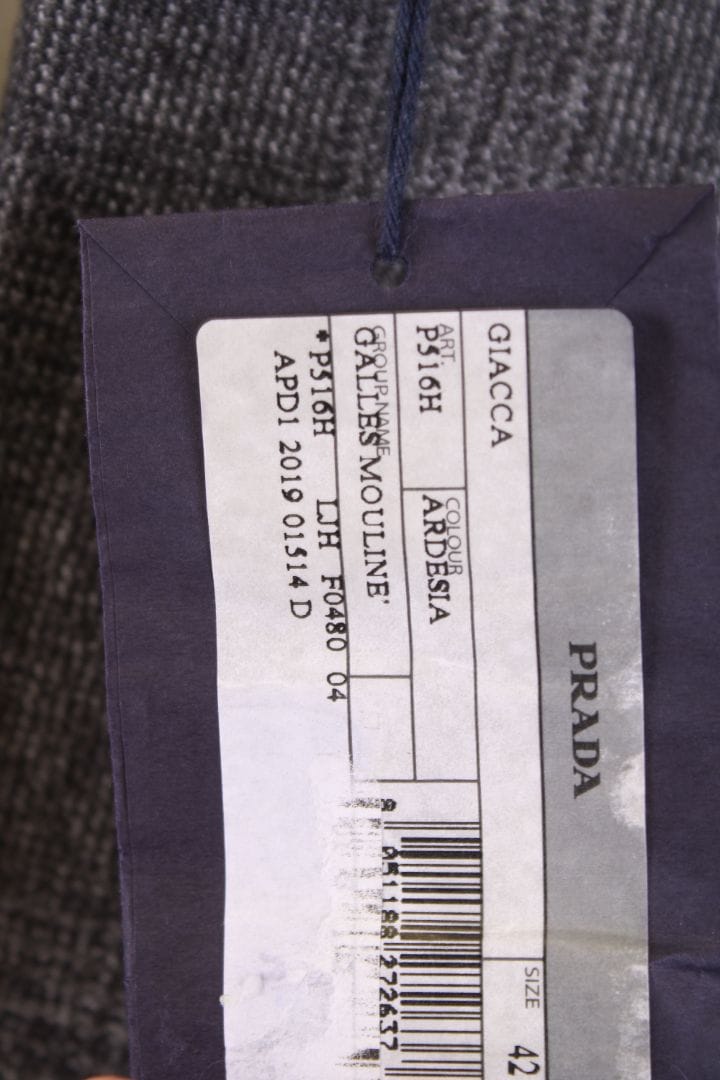 PRADA
GIACCA
SIZE
42
ART.
P516H
COLOUR
ARDESIA
GROUP NAME
GALLES MOULINE'
*P516H LJH F0480 04
APD1 2019 01514 D
272637